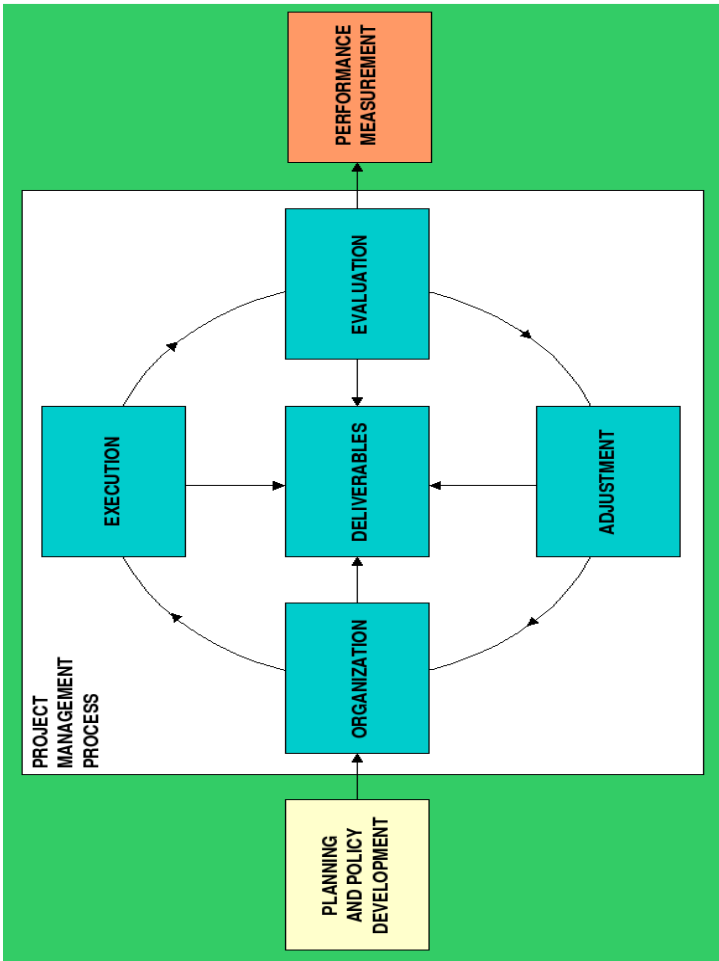 PROJECT
MANAGEMENT
PROCESS
PLANNING
AND POLICY
DEVELOPMENT
ORGANIZATION
EXECUTION
DELIVERABLES
ADJUSTMENT
EVALUATION
PERFORMANCE
MEASUREMENT